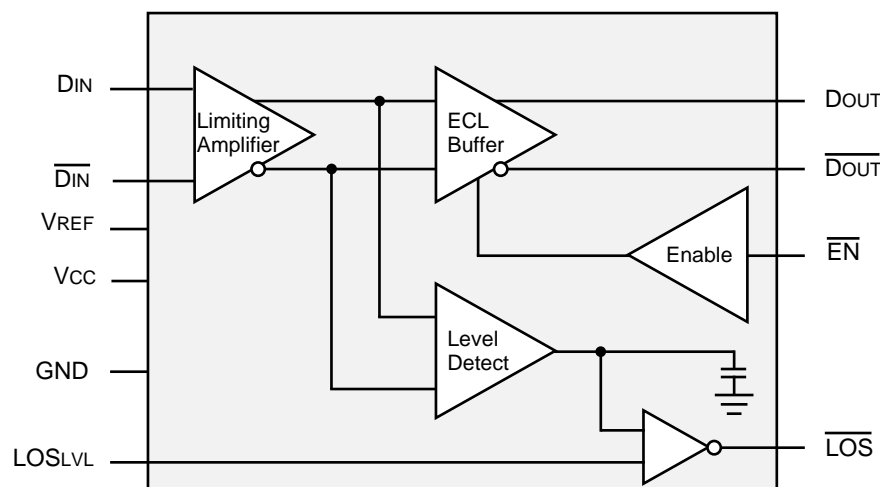 DIN
DIN
VREF
VCC
GND
LOSLVL
Limiting
Amplifier
ECL
Buffer
Enable
Level
Detect
DOUT
DOUT
EN
LOS